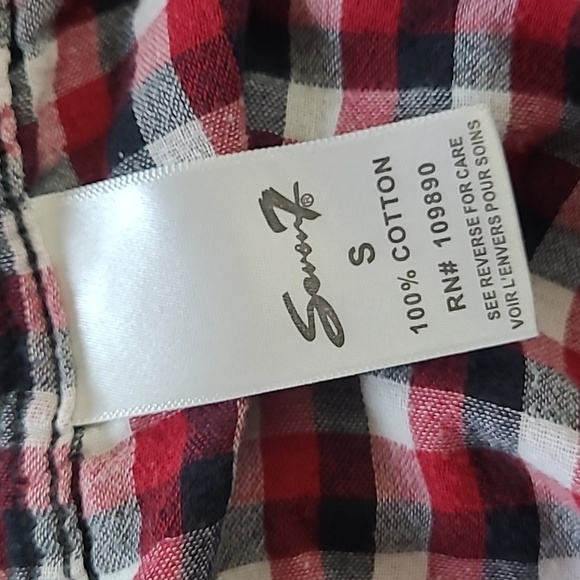 Seven7®
S
100% COTTON
RN# 109890
SEE REVERSE FOR CARE
VOIR L'ENVERS POUR SOINS